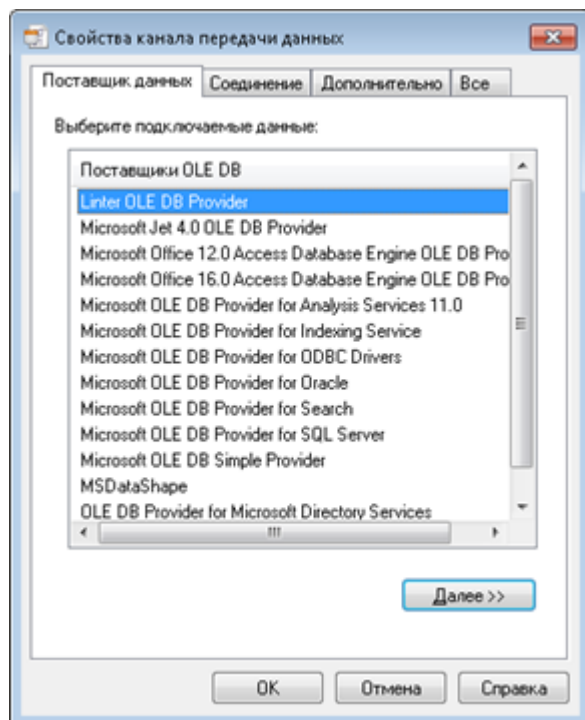 Свойства канала передачи данных
Поставщик данных Соединение Дополнительно Все
Выберите подключаемые данные:
Поставщики OLE DB
Linter OLE DB Provider
Microsoft Jet 4.0 OLE DB Provider
Microsoft Office 12.0 Access Database Engine OLE DB Pro
Microsoft Office 16.0 Access Database Engine OLE DB Pro
Microsoft OLE DB Provider for Analysis Services 11.0
Microsoft OLE DB Provider for Indexing Service
Microsoft OLE DB Provider for ODBC Drivers
Microsoft OLE DB Provider for Oracle
Microsoft OLE DB Provider for Search
Microsoft OLE DB Provider for SQL Server
Microsoft OLE DB Simple Provider
MSDataShape
OLE DB Provider for Microsoft Directory Services
Далее >>
OK Отмена Справка